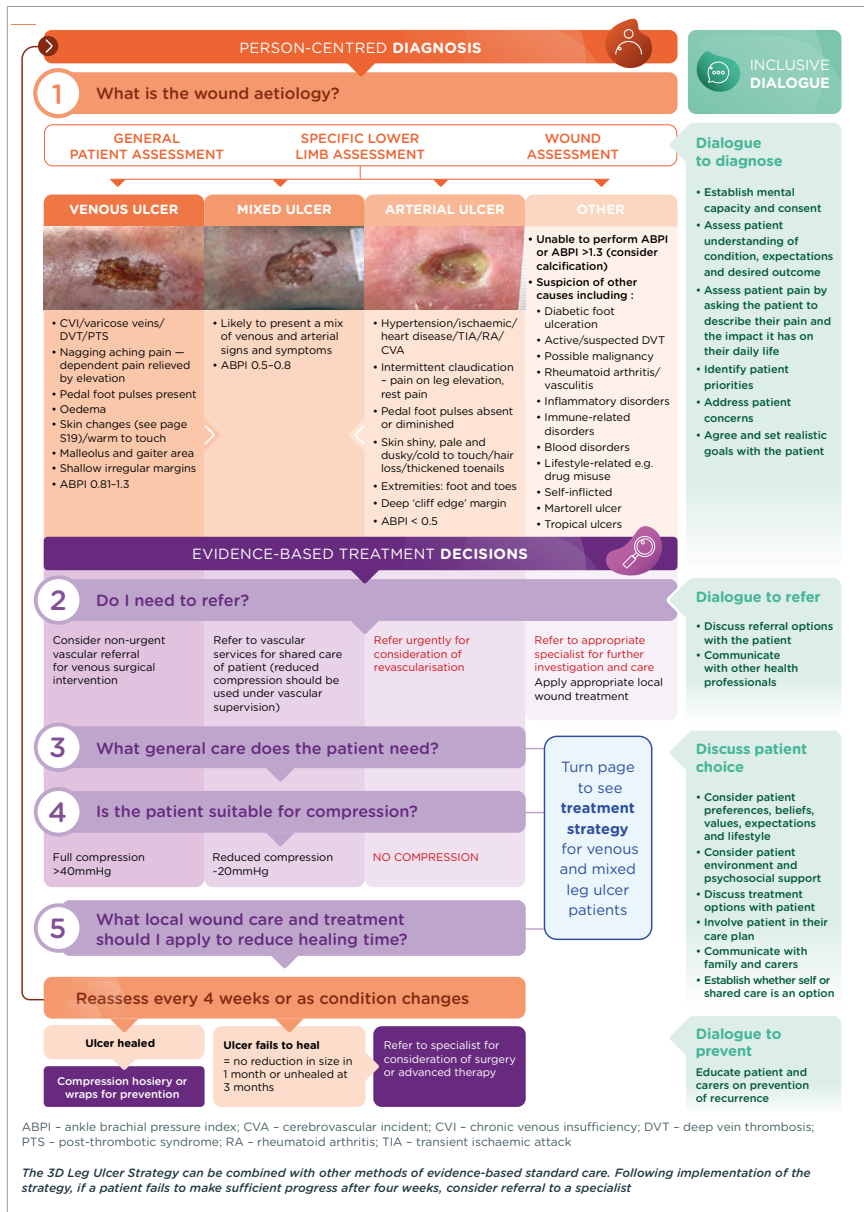 PERSON-CENTRED DIAGNOSIS
1
What is the wound aetiology?
GENERAL
PATIENT ASSESSMENT
SPECIFIC LOWER
LIMB ASSESSMENT
WOUND
ASSESSMENT
VENOUS ULCER
• CVI/varicose veins/
DVT/PTS
• Nagging aching pain —
dependent pain relieved
by elevation
• Pedal foot pulses present
• Oedema
• Skin changes (see page
S19)/warm to touch
• Malleolus and gaiter area
• Shallow irregular margins
• ABPI 0.81–1.3
MIXED ULCER
• Likely to present a mix
of venous and arterial
signs and symptoms
• ABPI 0.5–0.8
ARTERIAL ULCER
• Hypertension/ischaemic/
heart disease/TIA/RA/
CVA
• Intermittent claudication
– pain on leg elevation,
rest pain
• Pedal foot pulses absent
or diminished
• Skin shiny, pale and
dusky/cold to touch/hair
loss/thickened toenails
• Extremities: foot and toes
• Deep 'cliff edge' margin
• ABPI < 0.5
OTHER
• Unable to perform ABPI
or ABPI >1.3 (consider
calcification)
• Suspicion of other
causes including :
• Diabetic foot
ulceration
• Active/suspected DVT
• Possible malignancy
• Rheumatoid arthritis/
vasculitis
• Inflammatory disorders
• Immune-related
disorders
• Blood disorders
• Lifestyle-related e.g.
drug misuse
• Self-inflicted
• Martorell ulcer
• Tropical ulcers
EVIDENCE-BASED TREATMENT DECISIONS
2
Do I need to refer?
Consider non-urgent
vascular referral
for venous surgical
intervention
Refer to vascular
services for shared care
of patient (reduced
compression should be
used under vascular
supervision)
Refer urgently for
consideration of
revascularisation
Refer to appropriate
specialist for further
investigation and care
Apply appropriate local
wound treatment
3
What general care does the patient need?
4
Is the patient suitable for compression?
Full compression
>40mmHg
Reduced compression
~20mmHg
NO COMPRESSION
5
What local wound care and treatment
should I apply to reduce healing time?
Turn page
to see
treatment
strategy
for venous
and mixed
leg ulcer
patients
Reassess every 4 weeks or as condition changes
Ulcer healed
Compression hosiery or
wraps for prevention
Ulcer fails to heal
= no reduction in size in
1 month or unhealed at
3 months
Refer to specialist for
consideration of surgery
or advanced therapy
INCLUSIVE
DIALOGUE
Dialogue
to diagnose
• Establish mental
capacity and consent
• Assess patient
understanding of
condition, expectations
and desired outcome
• Assess patient pain by
asking the patient to
describe their pain and
the impact it has on
their daily life
• Identify patient
priorities
• Address patient
concerns
• Agree and set realistic
goals with the patient
Dialogue to refer
• Discuss referral options
with the patient
• Communicate
with other health
professionals
Discuss patient
choice
• Consider patient
preferences, beliefs,
values, expectations
and lifestyle
• Consider patient
environment and
psychosocial support
• Discuss treatment
options with patient
• Involve patient in their
care plan
• Communicate with
family and carers
• Establish whether self or
shared care is an option
Dialogue to
prevent
Educate patient and
carers on prevention
of recurrence
ABPI – ankle brachial pressure index; CVA – cerebrovascular incident; CVI – chronic venous insufficiency; DVT – deep vein thrombosis;
PTS – post-thrombotic syndrome; RA – rheumatoid arthritis; TIA – transient ischaemic attack
The 3D Leg Ulcer Strategy can be combined with other methods of evidence-based standard care. Following implementation of the
strategy, if a patient fails to make sufficient progress after four weeks, consider referral to a specialist